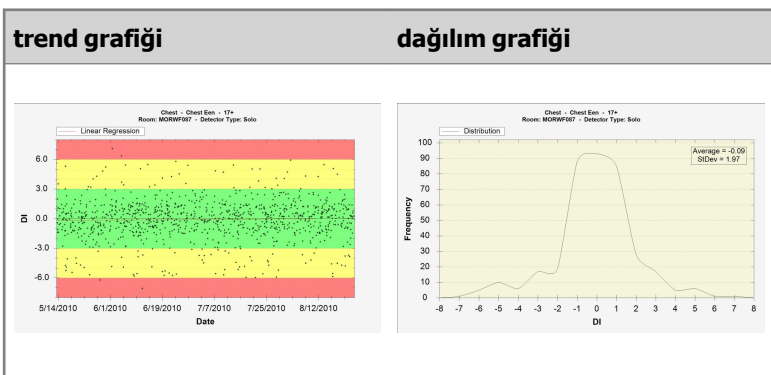 trend grafiği
dağılım grafiği
Chest - Chest Een - 17+
Room: MORWF087 - Detector Type: Solo
Linear Regression
6.0
3.0
0.0
-3.0
-6.0
DI
5/14/2010 6/1/2010 6/19/2010 7/7/2010 7/25/2010 8/12/2010
Date
Chest - Chest Een - 17+
Room: MORWF087 - Detector Type: Solo
Distribution
Average = -0.09
StDev = 1.97
100
90
80
70
60
50
40
30
20
10
0
Frequency
-8 -7 -6 -5 -4 -3 -2 -1 0 1 2 3 4 5 6 7 8
DI